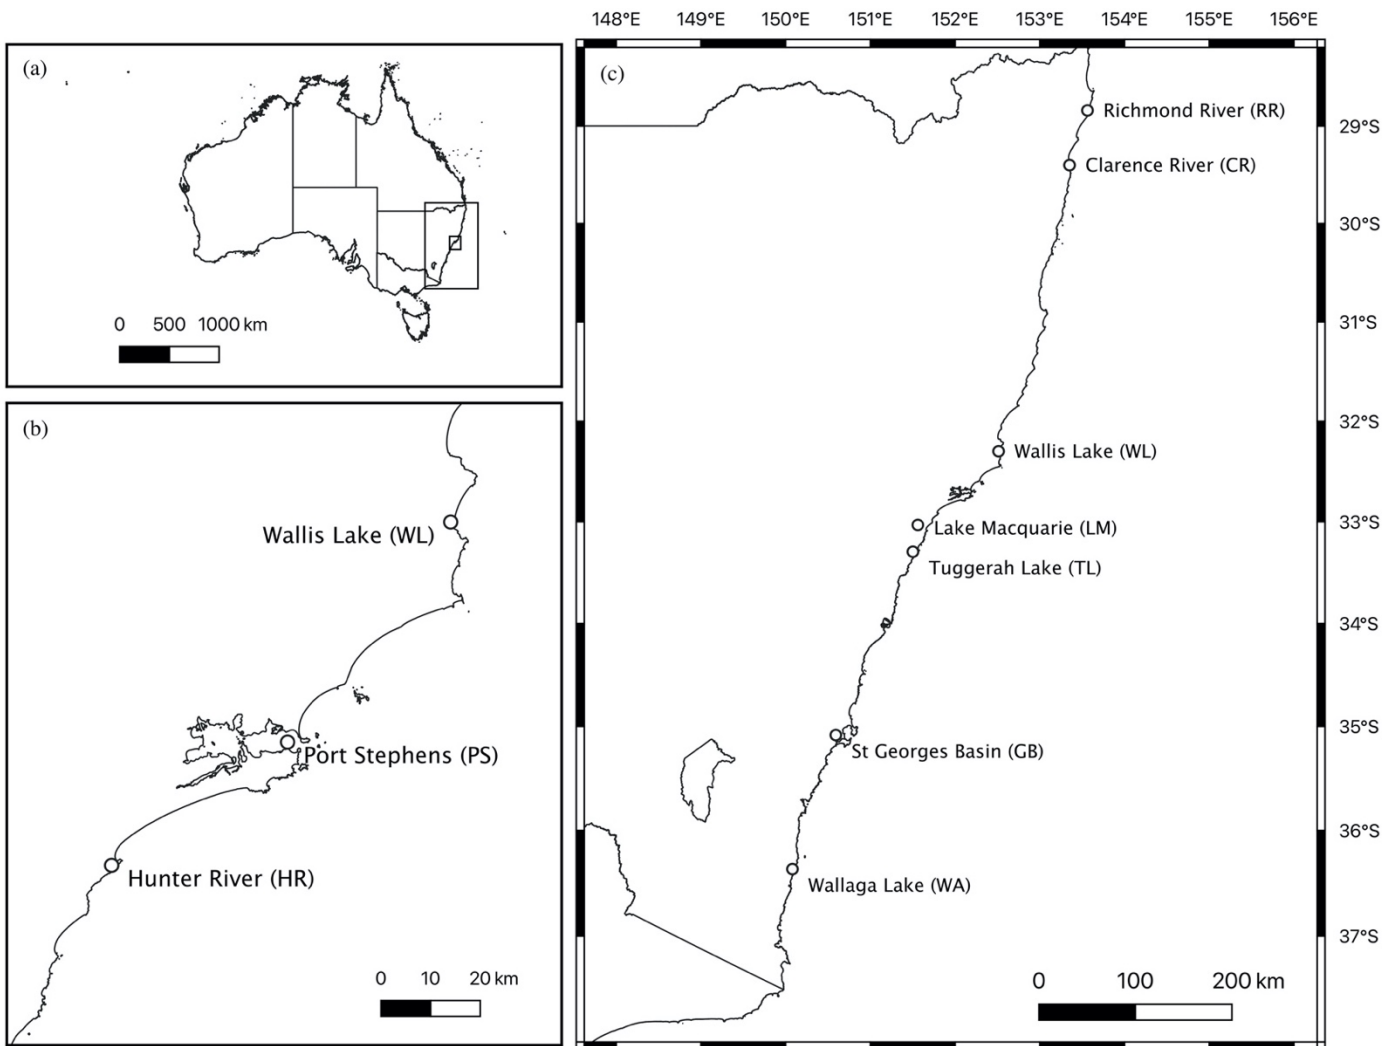 (a)
0 500 1000 km
(b)
Wallis Lake (WL)
Port Stephens (PS)
Hunter River (HR)
0 10 20 km
148°E 149°E 150°E 151°E 152°E 153°E 154°E 155°E 156°E
(c)
Richmond River (RR)
29°S
Clarence River (CR)
30°S
31°S
32°S
Wallis Lake (WL)
33°S
Lake Macquarie (LM)
Tuggerah Lake (TL)
34°S
35°S
St Georges Basin (GB)
36°S
Wallaga Lake (WA)
37°S
0 100 200 km